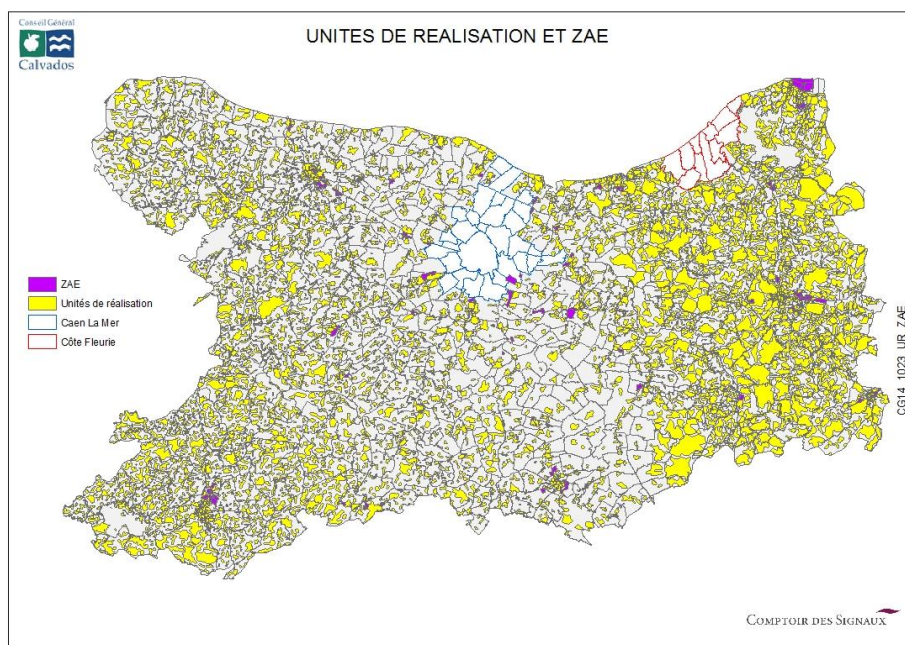 Conseil Général
Calvados
UNITES DE REALISATION ET ZAE
ZAE
Unités de réalisation
Caen La Mer
Côte Fleurie
CG14_1023_UR_ZAE
COMPTOIR DES SIGNAUX